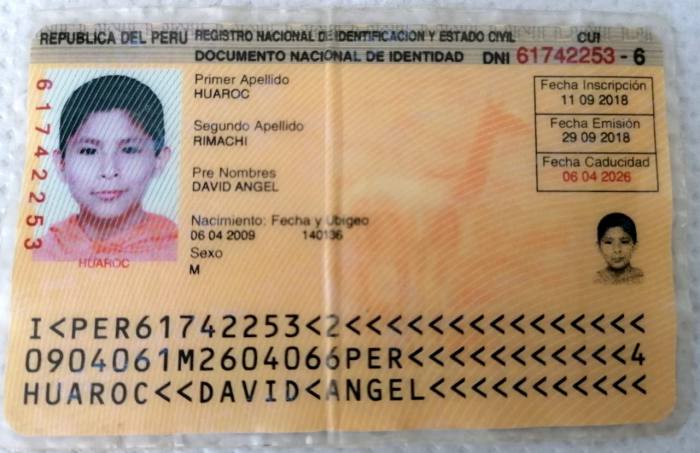 REPUBLICA DEL PERU REGISTRO NACIONAL DE IDENTIFICACION Y ESTADO CIVIL CUI
DOCUMENTO NACIONAL DE IDENTIDAD DNI 61742253 - 6
61742253
HUAROC
Primer Apellido
HUAROC
Segundo Apellido
RIMACHI
Pre Nombres
DAVID ANGEL
Nacimiento: Fecha y Ubigeo
06 04 2009 140136
Sexo
M
Fecha Inscripción
11 09 2018
Fecha Emisión
29 09 2018
Fecha Caducidad
06 04 2026
I<PER61742253<2<<<<<<<<<<<<<<<
0904061M2604066PER<<<<<<<<<<<4
HUAROC<<DAVID<ANGEL<<<<<<<<<<<